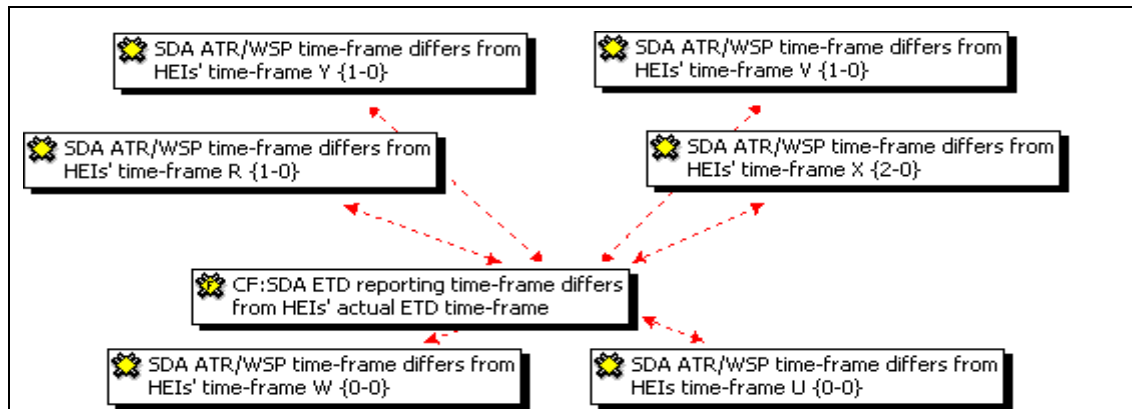 SDA ATR/WSP time-frame differs from
HEIs' time-frame Y {1-0}
SDA ATR/WSP time-frame differs from
HEIs' time-frame V {1-0}
SDA ATR/WSP time-frame differs from
HEIs' time-frame R {1-0}
SDA ATR/WSP time-frame differs from
HEIs' time-frame X {2-0}
CF:SDA ETD reporting time-frame differs
from HEIs' actual ETD time-frame
SDA ATR/WSP time-frame differs from
HEIs' time-frame W {0-0}
SDA ATR/WSP time-frame differs from
HEIs time-frame U {0-0}